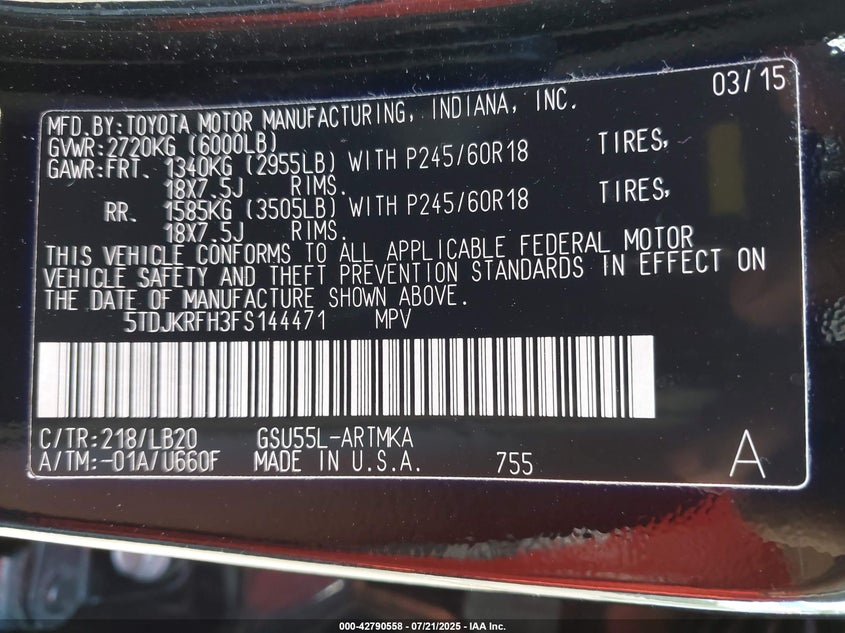 03/15
MFD.BY:TOYOTA MOTOR MANUFACTURING, INDIANA, INC.
GVWR:2720KG (6000LB)
GAWR:FRT. 1340KG (2955LB) WITH P245/60R18 TIRES,
18X7.5J RIMS.
RR. 1585KG (3505LB) WITH P245/60R18 TIRES,
18X7.5J RIMS.
THIS VEHICLE CONFORMS TO ALL APPLICABLE FEDERAL MOTOR
VEHICLE SAFETY AND THEFT PREVENTION STANDARDS IN EFFECT ON
THE DATE OF MANUFACTURE SHOWN ABOVE.
5TDJKRFH3FS144471 MPV
C/TR:218/LB20 GSU55L-ARTMKA
A/TM:-01A/U660F MADE IN U.S.A. 755 A
000-42790558 - 07/21/2025 - IAA Inc.